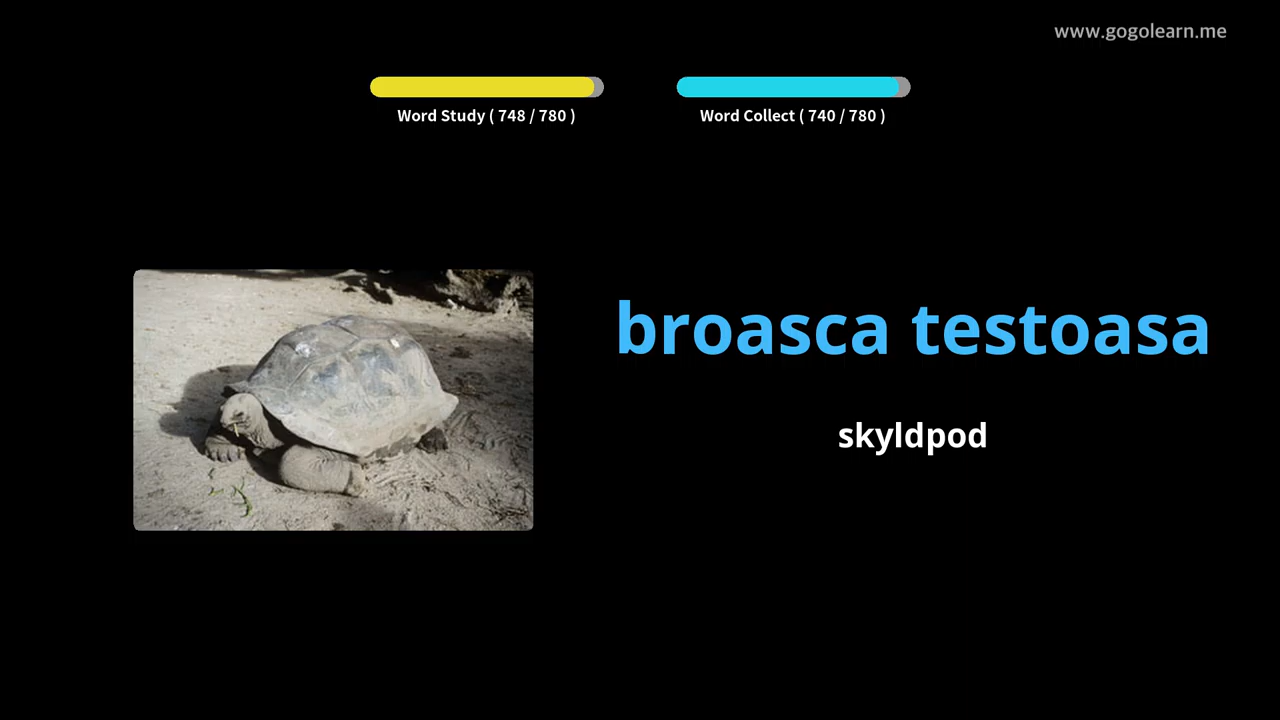 www.gogolearn.me
Word Study ( 748 / 780 )
Word Collect ( 740 / 780 )
broasca testoasa
skyldpod